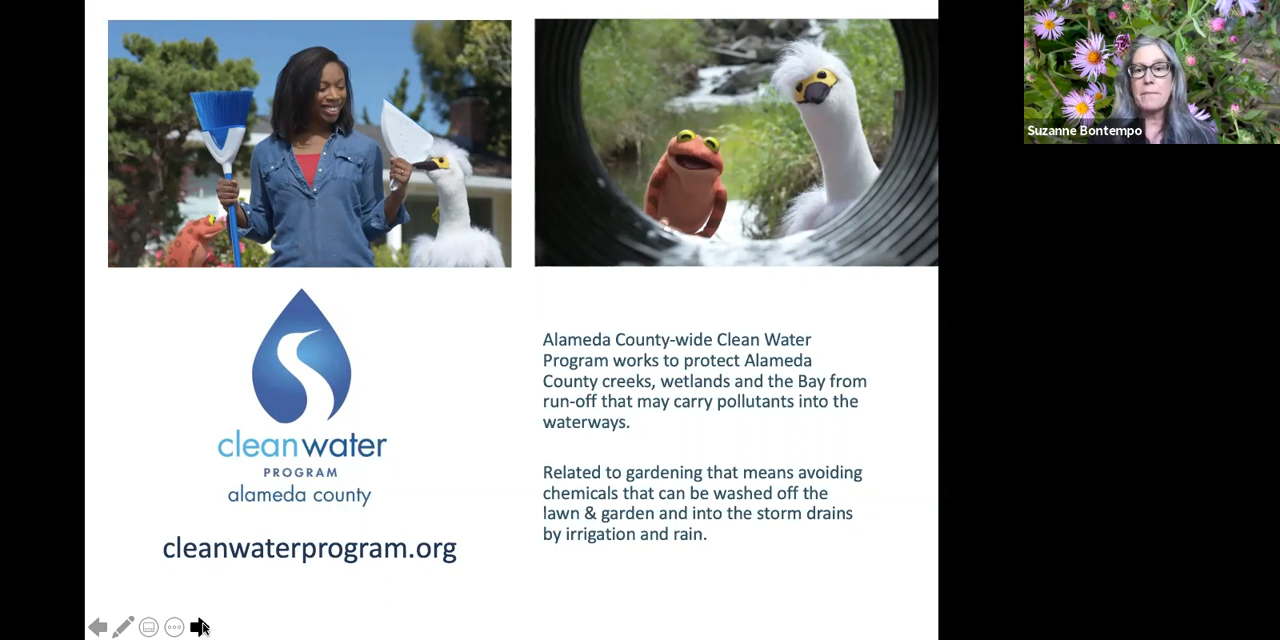 Suzanne Bontempo
Alameda County-wide Clean Water
Program works to protect Alameda
County creeks, wetlands and the Bay from
run-off that may carry pollutants into the
waterways.
Related to gardening that means avoiding
chemicals that can be washed off the
lawn & garden and into the storm drains
by irrigation and rain.
cleanwater
PROGRAM
alameda county
cleanwaterprogram.org